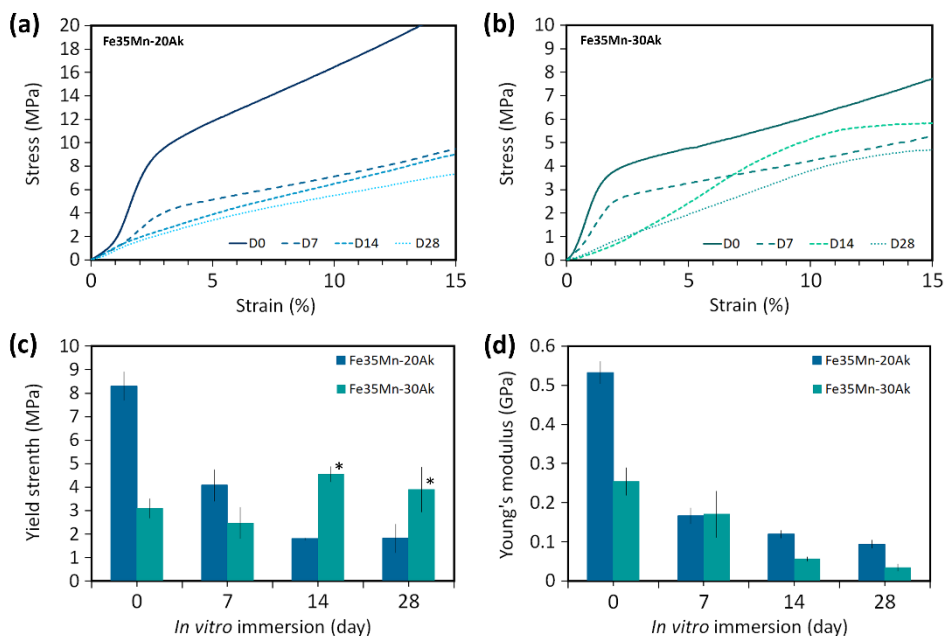 (a)
Fe35Mn-20Ak
Stress (MPa)
20
18
16
14
12
10
8
6
4
2
0
D0 D7 D14 D28
0 5 10 15
Strain (%)
(b)
Fe35Mn-30Ak
Stress (MPa)
10
9
8
7
6
5
4
3
2
1
0
D0 D7 D14 D28
0 5 10 15
Strain (%)
(c)
Yield strenth (MPa)
10
9
8
7
6
5
4
3
2
1
0
Fe35Mn-20Ak
Fe35Mn-30Ak
* *
0 7 14 28
In vitro immersion (day)
(d)
Young's modulus (GPa)
0.6
0.5
0.4
0.3
0.2
0.1
0
Fe35Mn-20Ak
Fe35Mn-30Ak
0 7 14 28
In vitro immersion (day)